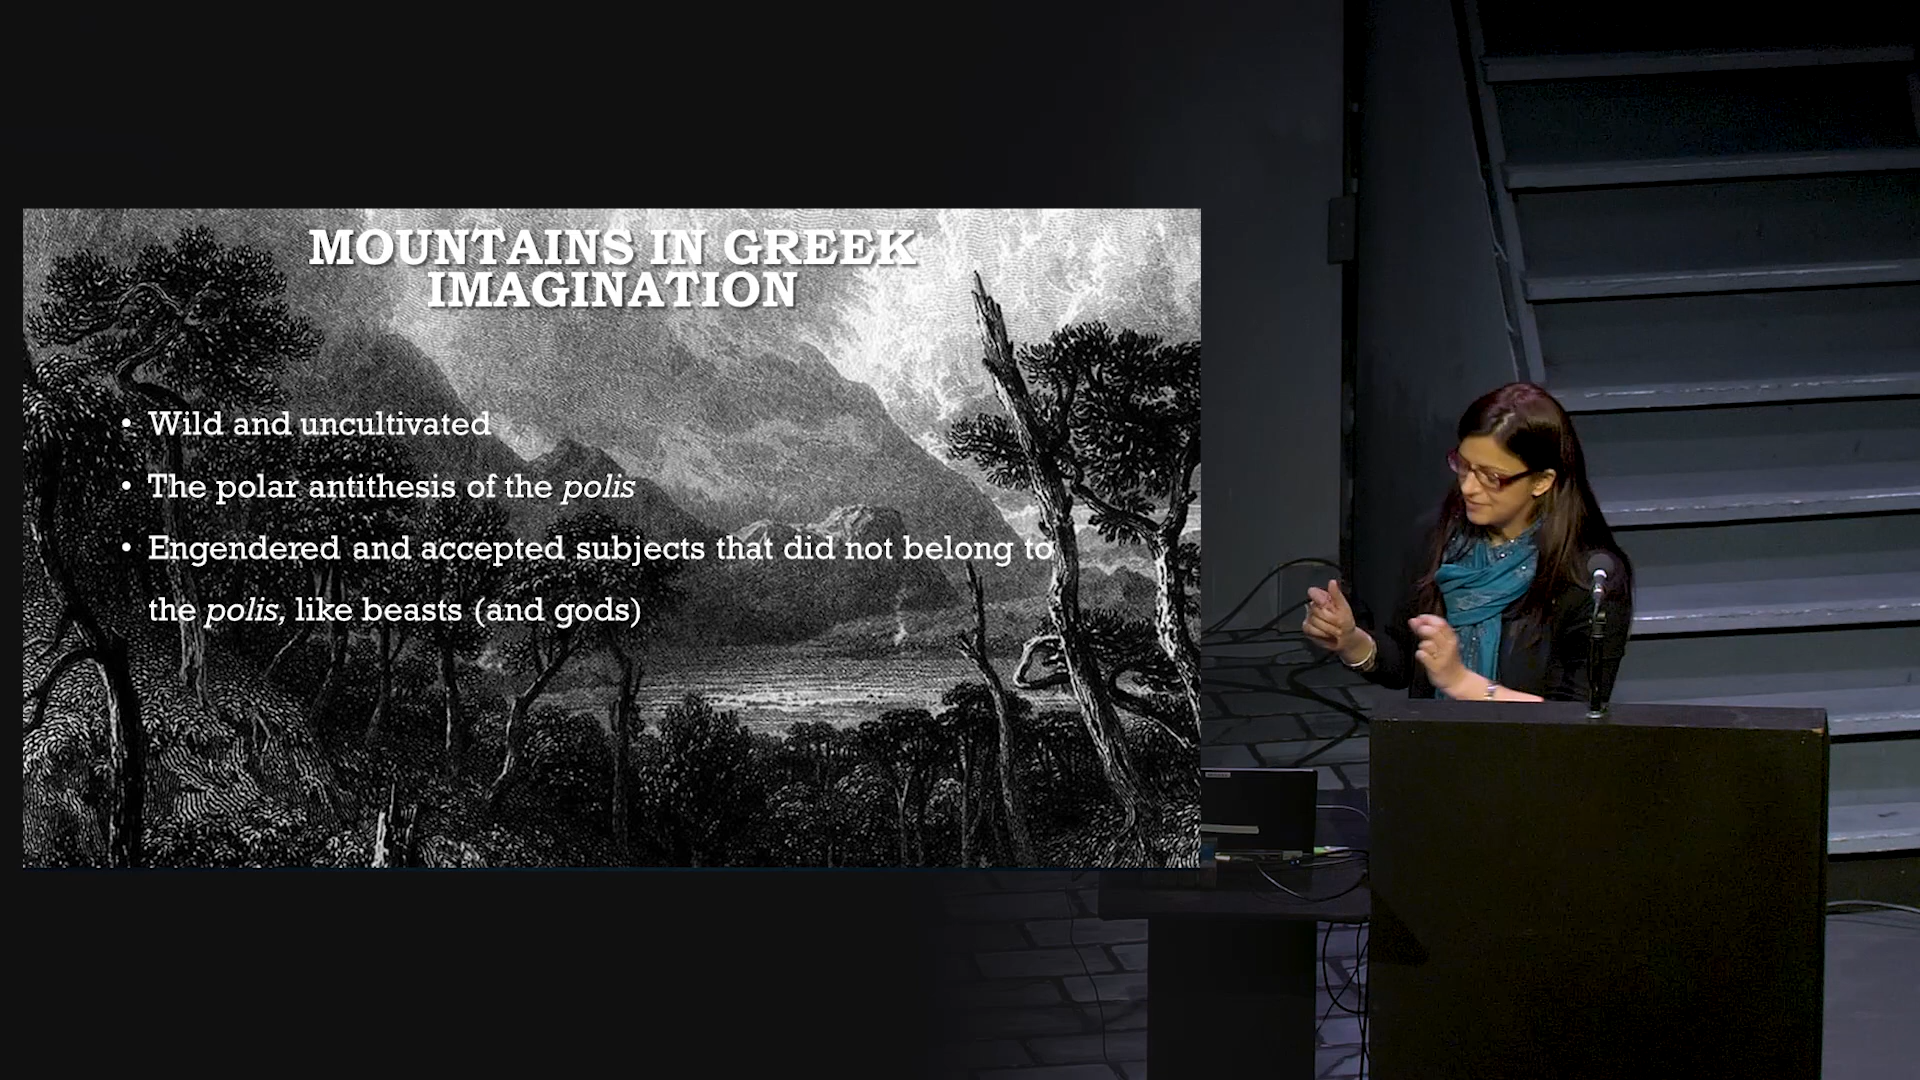 MOUNTAINS IN GREEK
IMAGINATION
• Wild and uncultivated
• The polar antithesis of the polis
• Engendered and accepted subjects that did not belong to
the polis, like beasts (and gods)